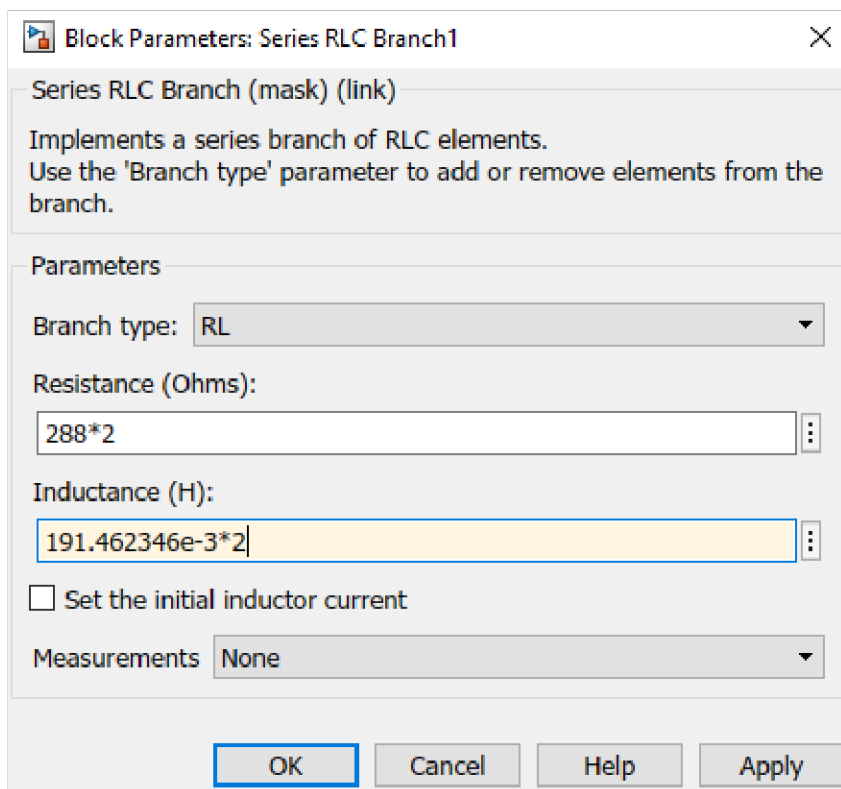 Block Parameters: Series RLC Branch1
Series RLC Branch (mask) (link)
Implements a series branch of RLC elements.
Use the 'Branch type' parameter to add or remove elements from the
branch.
Parameters
Branch type: RL
Resistance (Ohms):
288*2
Inductance (H):
191.462346e-3*2
Set the initial inductor current
Measurements None
OK Cancel Help Apply